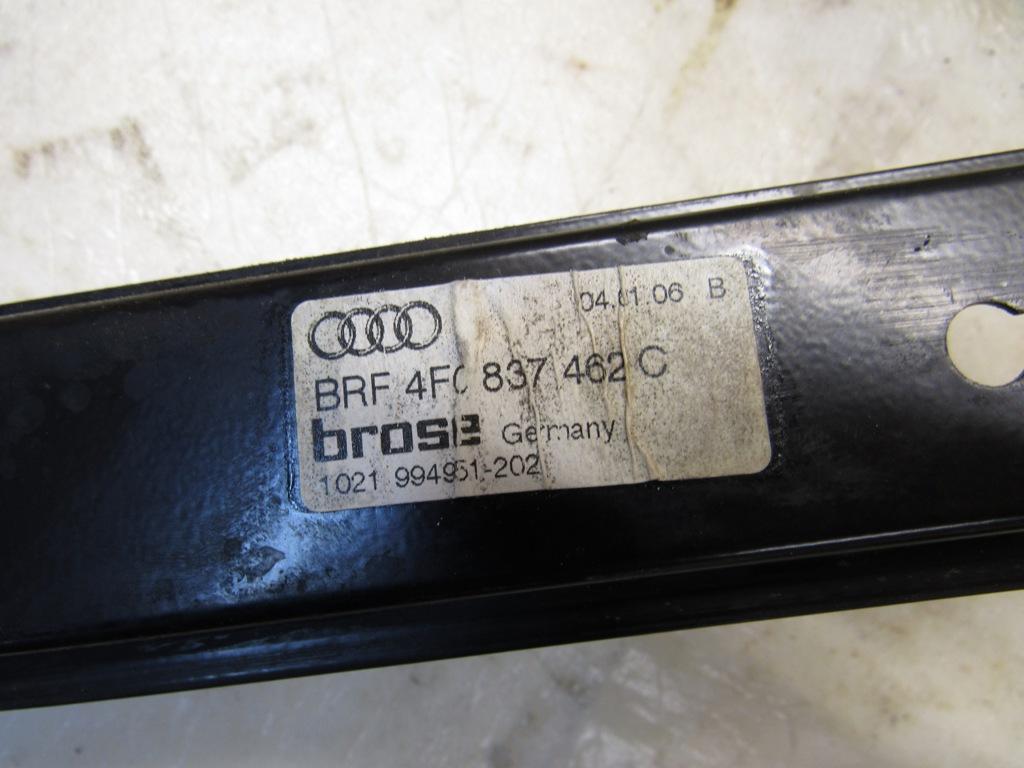 04.01.06 B
BRF 4F0 837 462 C
brose Germany
1021 994951-202